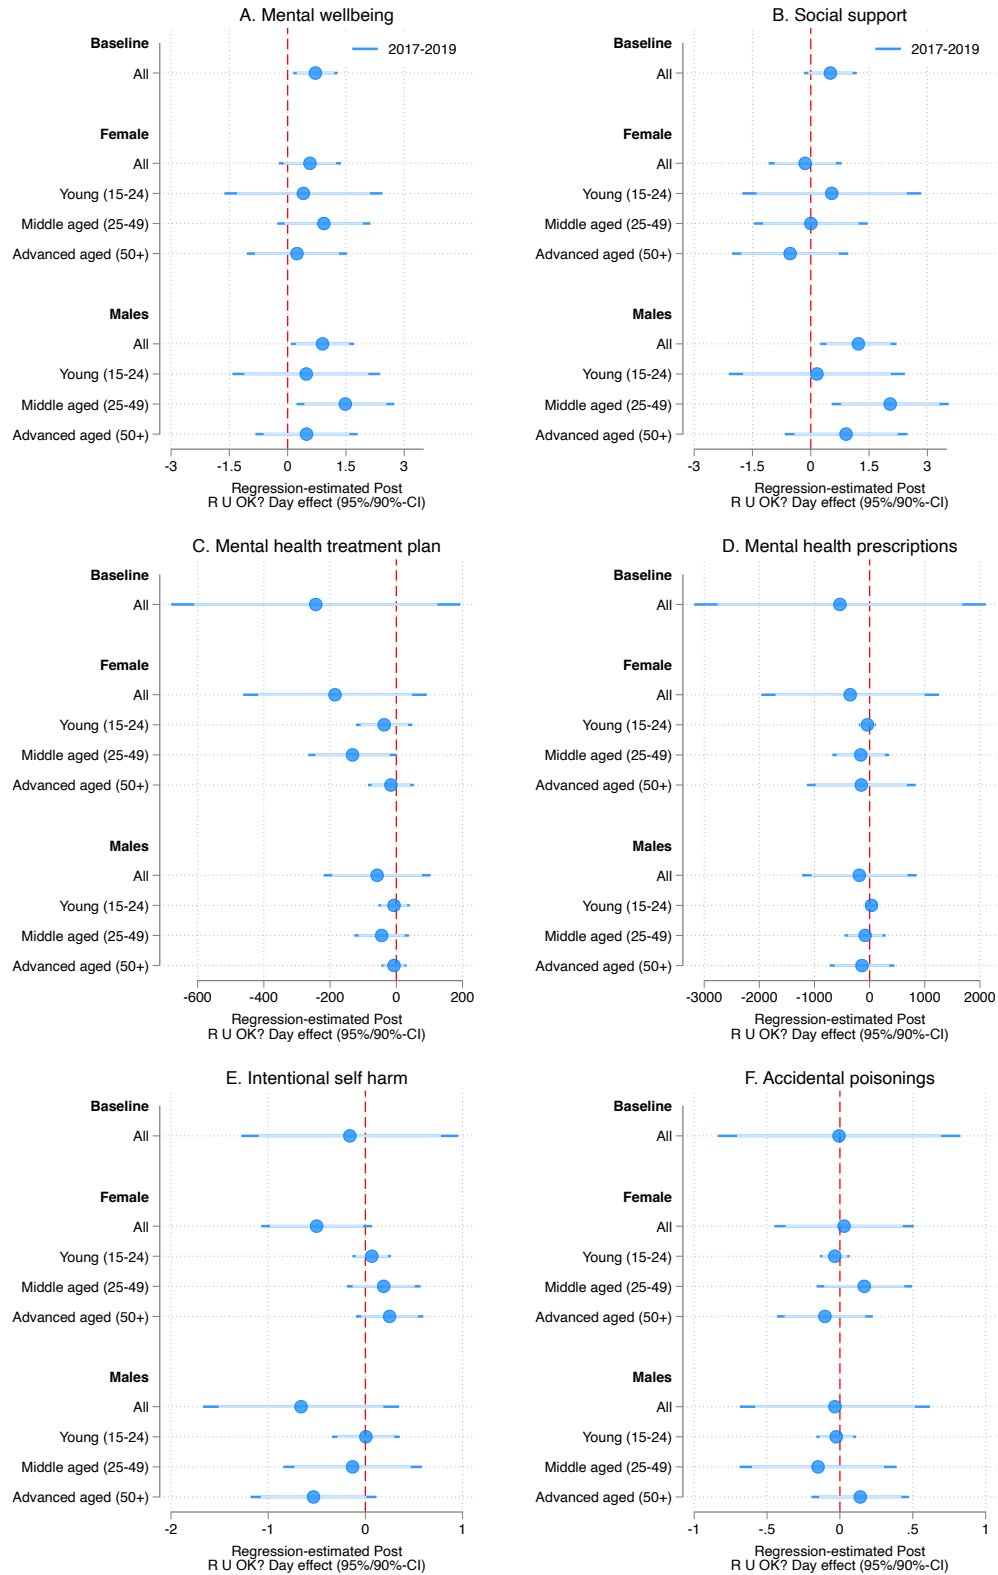 A. Mental wellbeing
Baseline
2017-2019
All
Female
All
Young (15-24)
Middle aged (25-49)
Advanced aged (50+)
Males
All
Young (15-24)
Middle aged (25-49)
Advanced aged (50+)
-3 -1.5 0 1.5 3
Regression-estimated Post
R U OK? Day effect (95%/90%-CI)
B. Social support
Baseline
2017-2019
All
Female
All
Young (15-24)
Middle aged (25-49)
Advanced aged (50+)
Males
All
Young (15-24)
Middle aged (25-49)
Advanced aged (50+)
-3 -1.5 0 1.5 3
Regression-estimated Post
R U OK? Day effect (95%/90%-CI)
C. Mental health treatment plan
Baseline
All
Female
All
Young (15-24)
Middle aged (25-49)
Advanced aged (50+)
Males
All
Young (15-24)
Middle aged (25-49)
Advanced aged (50+)
-600 -400 -200 0 200
Regression-estimated Post
R U OK? Day effect (95%/90%-CI)
D. Mental health prescriptions
Baseline
All
Female
All
Young (15-24)
Middle aged (25-49)
Advanced aged (50+)
Males
All
Young (15-24)
Middle aged (25-49)
Advanced aged (50+)
-3000 -2000 -1000 0 1000 2000
Regression-estimated Post
R U OK? Day effect (95%/90%-CI)
E. Intentional self harm
Baseline
All
Female
All
Young (15-24)
Middle aged (25-49)
Advanced aged (50+)
Males
All
Young (15-24)
Middle aged (25-49)
Advanced aged (50+)
-2 -1 0 1
Regression-estimated Post
R U OK? Day effect (95%/90%-CI)
F. Accidental poisonings
Baseline
All
Female
All
Young (15-24)
Middle aged (25-49)
Advanced aged (50+)
Males
All
Young (15-24)
Middle aged (25-49)
Advanced aged (50+)
-1 -.5 0 .5 1
Regression-estimated Post
R U OK? Day effect (95%/90%-CI)